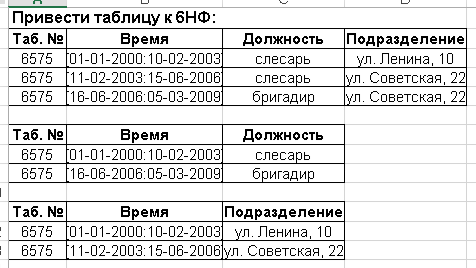 Привести таблицу к 6НФ:
Таб. № Время Должность Подразделение
6575 01-01-2000:10-02-2003 слесарь ул. Ленина, 10
6575 11-02-2003:15-06-2006 слесарь ул. Советская, 22
6575 16-06-2006:05-03-2009 бригадир ул. Советская, 22
Таб. № Время Должность
6575 01-01-2000:10-02-2003 слесарь
6575 16-06-2006:05-03-2009 бригадир
Таб. № Время Подразделение
6575 01-01-2000:10-02-2003 ул. Ленина, 10
6575 11-02-2003:15-06-2006 ул. Советская, 22